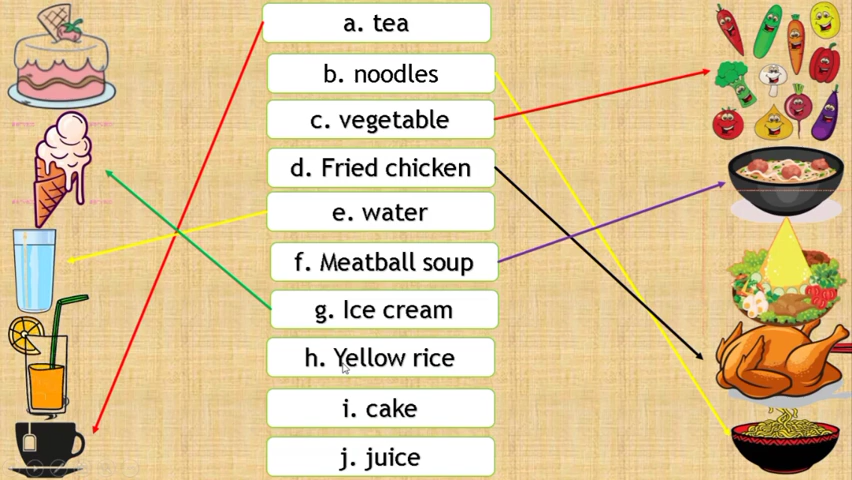 a. tea
b. noodles
c. vegetable
d. Fried chicken
e. water
f. Meatball soup
g. Ice cream
h. Yellow rice
i. cake
j. juice